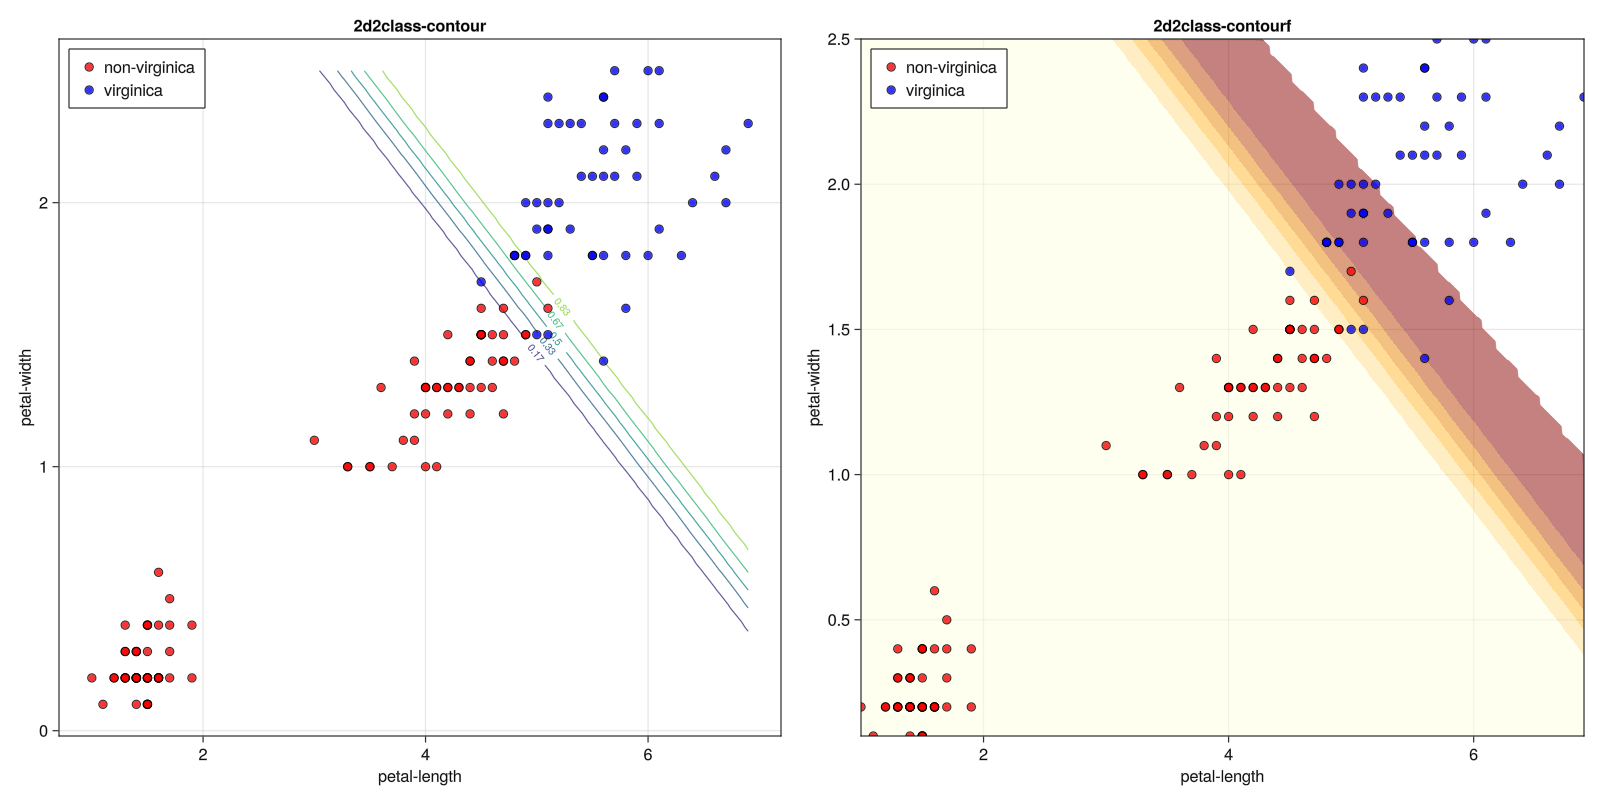 2d2class-contour
non-virginica
virginica
petal-width
2
1
0
0.83
0.67
0.5
0.33
0.17
2 4 6
petal-length
2d2class-contourf
non-virginica
virginica
petal-width
2.5
2.0
1.5
1.0
0.5
2 4 6
petal-length